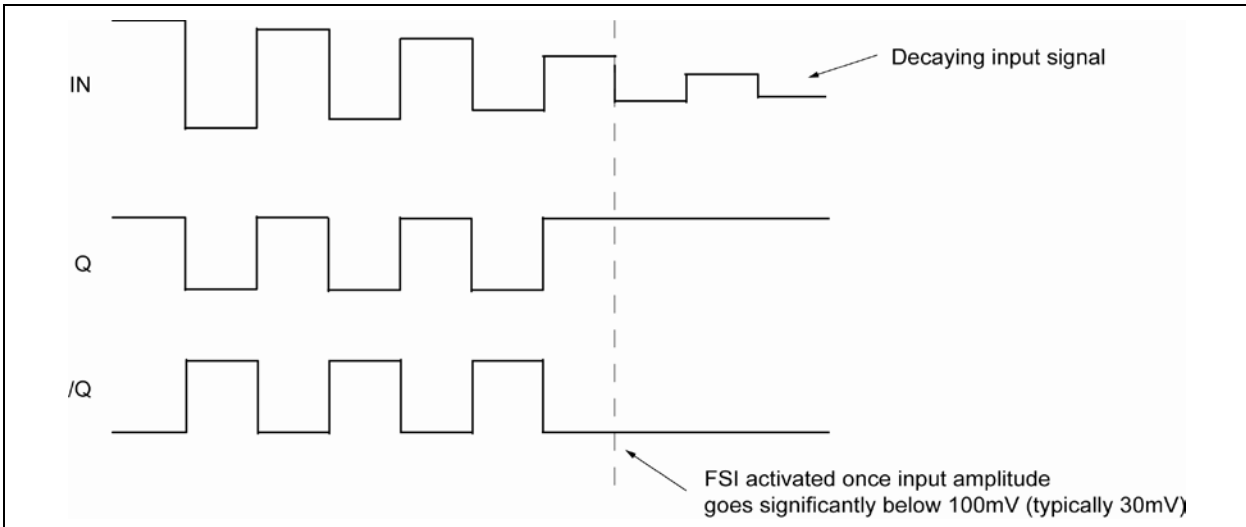 Decaying input signal
IN
Q
/Q
FSI activated once input amplitude
goes significantly below 100mV (typically 30mV)